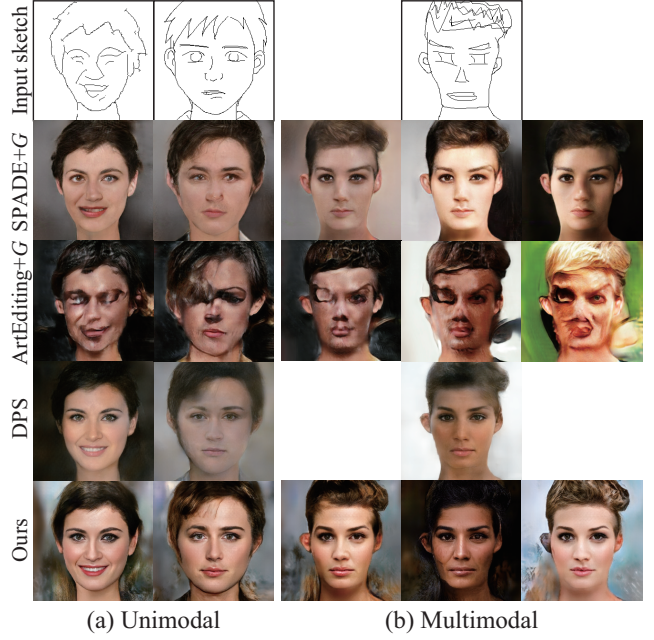 Input sketch
SPADE+G
ArtEditing+G
DPS
Ours
(a) Unimodal
(b) Multimodal